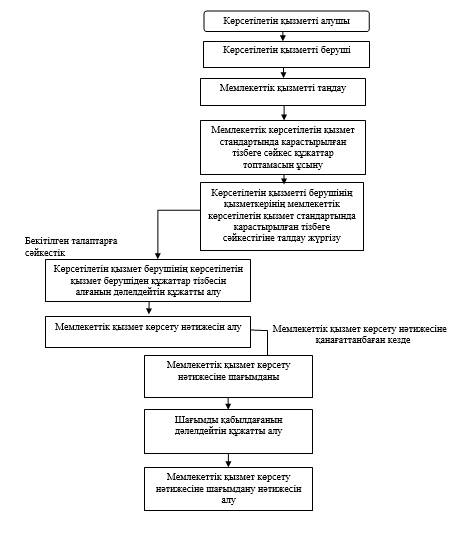 Көрсетілетін қызметті алушы
Көрсетілетін қызметті беруші
Мемлекеттік қызметті таңдау
Мемлекеттік көрсетілетін қызмет
стандартында қарастырылған
тізбеге сәйкес құжаттар
топтамасын ұсыну
Көрсетілетін қызметті берушінің
қызметкерінің мемлекеттік
көрсетілетін қызмет стандартында
қарастырылған тізбеге
сәйкестігіне талдау жүргізу
Бекітілген талаптарға
сәйкестік
Көрсетілетін қызмет берушінің көрсетілетін
қызмет берушіден құжаттар тізбесін
алғанын дәлелдейтін құжатты алу
Мемлекеттік қызмет көрсету нәтижесін алу
Мемлекеттік қызмет көрсету нәтижесіне
қанағаттанбаған кезде
Мемлекеттік қызмет көрсету
нәтижесіне шағымданы
Шағымды қабылдағанын
дәлелдейтін құжатты алу
Мемлекеттік қызмет көрсету
нәтижесіне шағымдану нәтижесін
алу